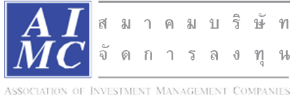 AI
MC
สมาคมบริษัท
จัดการลงทุน
ASSOCIATION OF INVESTMENT MANAGEMENT COMPANIES